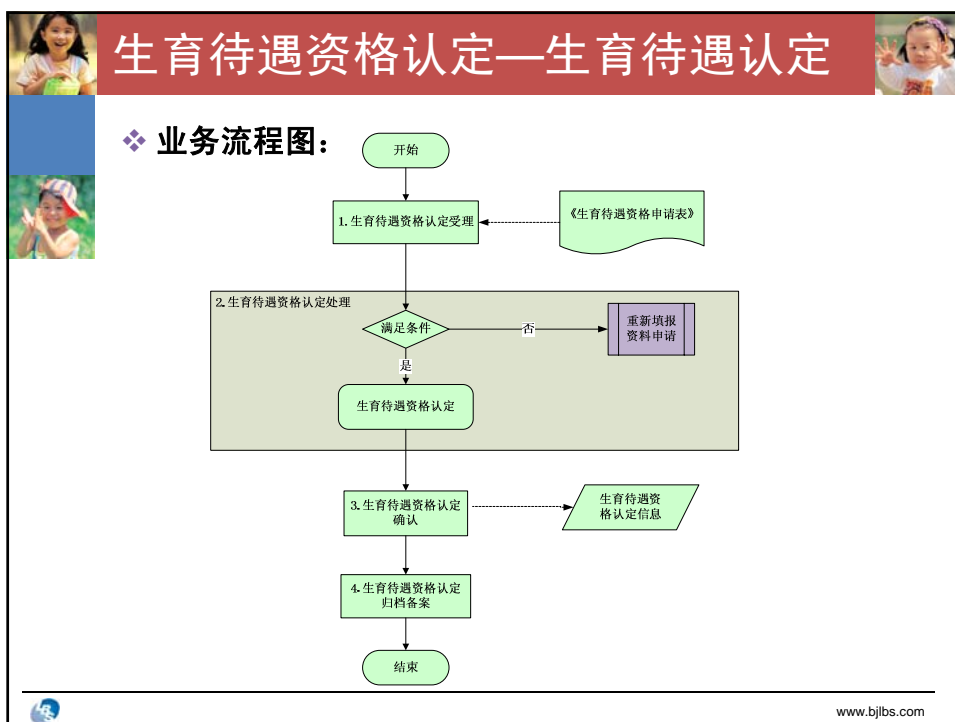 生育待遇资格认定—生育待遇认定
业务流程图：
开始
1.生育待遇资格认定受理
《生育待遇资格申请表》
2.生育待遇资格认定处理
满足条件
否
重新填报
资料申请
是
生育待遇资格认定
3.生育待遇资格认定
确认
生育待遇资
格认定信息
4.生育待遇资格认定
归档备案
结束
LBS
www.bjlbs.com